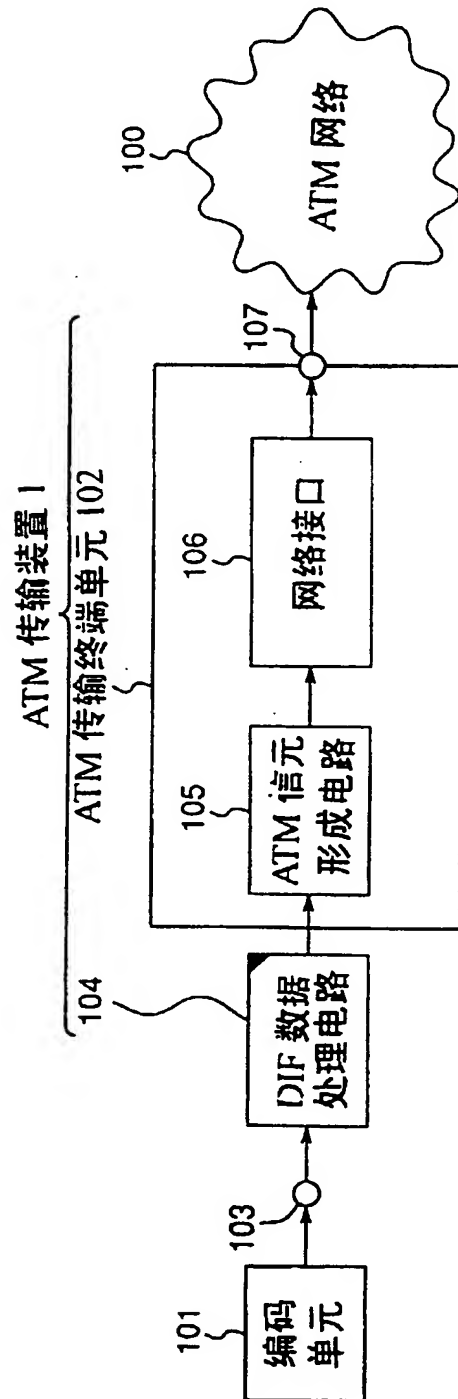 ATM 传输装置 1
ATM 传输终端单元 102
101
编码
单元
103
104
DIF 数据
处理电路
105
ATM 信元
形成电路
106
网络接口
107
100
ATM 网络